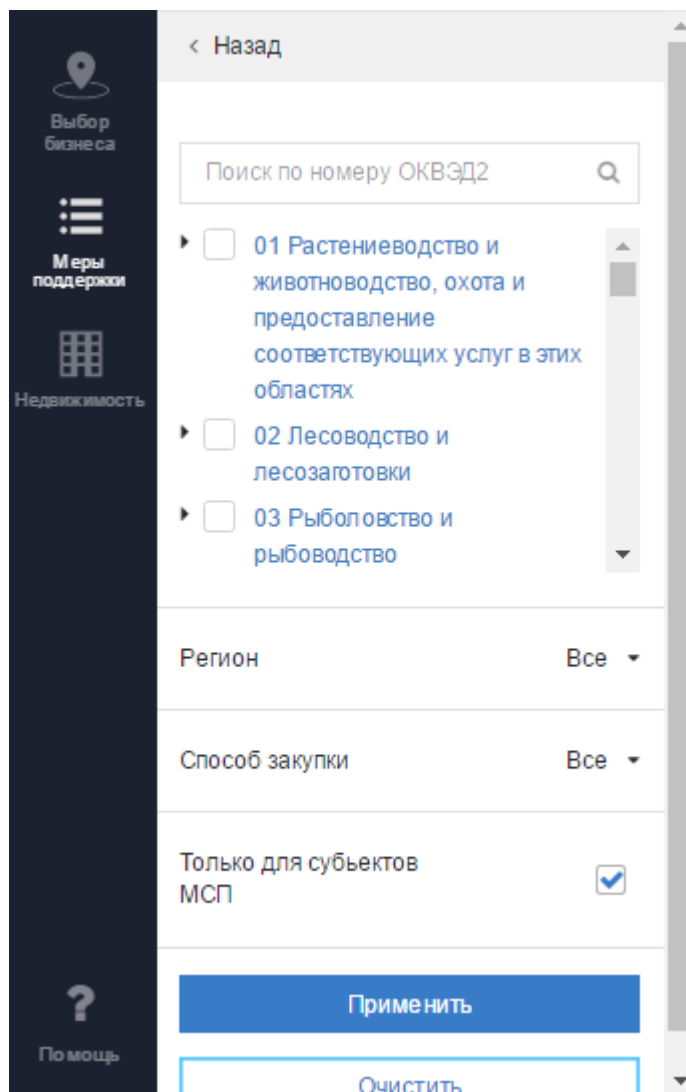 Выбор
бизнеса
Меры
поддержки
Недвижимость
Помощь
Назад
Поиск по номеру ОКВЭД2
01 Растениеводство и
животноводство, охота и
предоставление
соответствующих услуг в этих
областях
02 Лесоводство и
лесозаготовки
03 Рыболовство и
рыбоводство
Регион Все
Способ закупки Все
Только для субьектов
МСП
Применить
Очистить